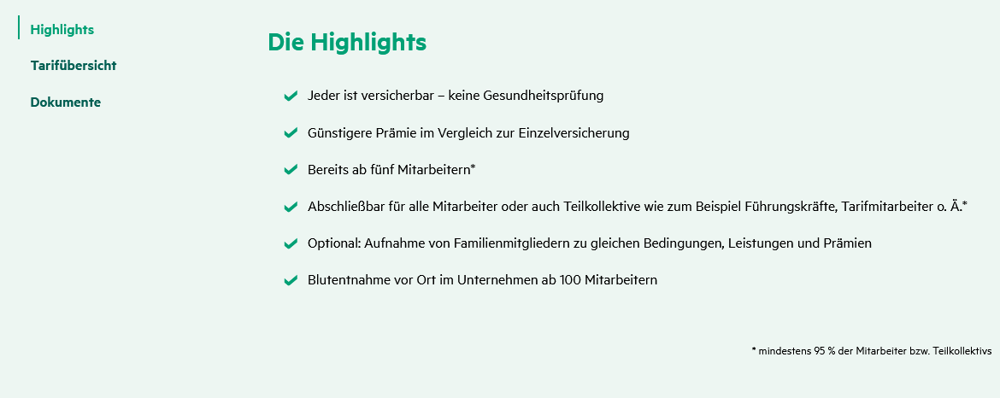 Highlights
Tarifübersicht
Dokumente
Die Highlights
Jeder ist versicherbar – keine Gesundheitsprüfung
Günstigere Prämie im Vergleich zur Einzelversicherung
Bereits ab fünf Mitarbeitern*
Abschließbar für alle Mitarbeiter oder auch Teilkollektive wie zum Beispiel Führungskräfte, Tarifmitarbeiter o. Ä.*
Optional: Aufnahme von Familienmitgliedern zu gleichen Bedingungen, Leistungen und Prämien
Blutentnahme vor Ort im Unternehmen ab 100 Mitarbeitern
* mindestens 95 % der Mitarbeiter bzw. Teilkollektivs